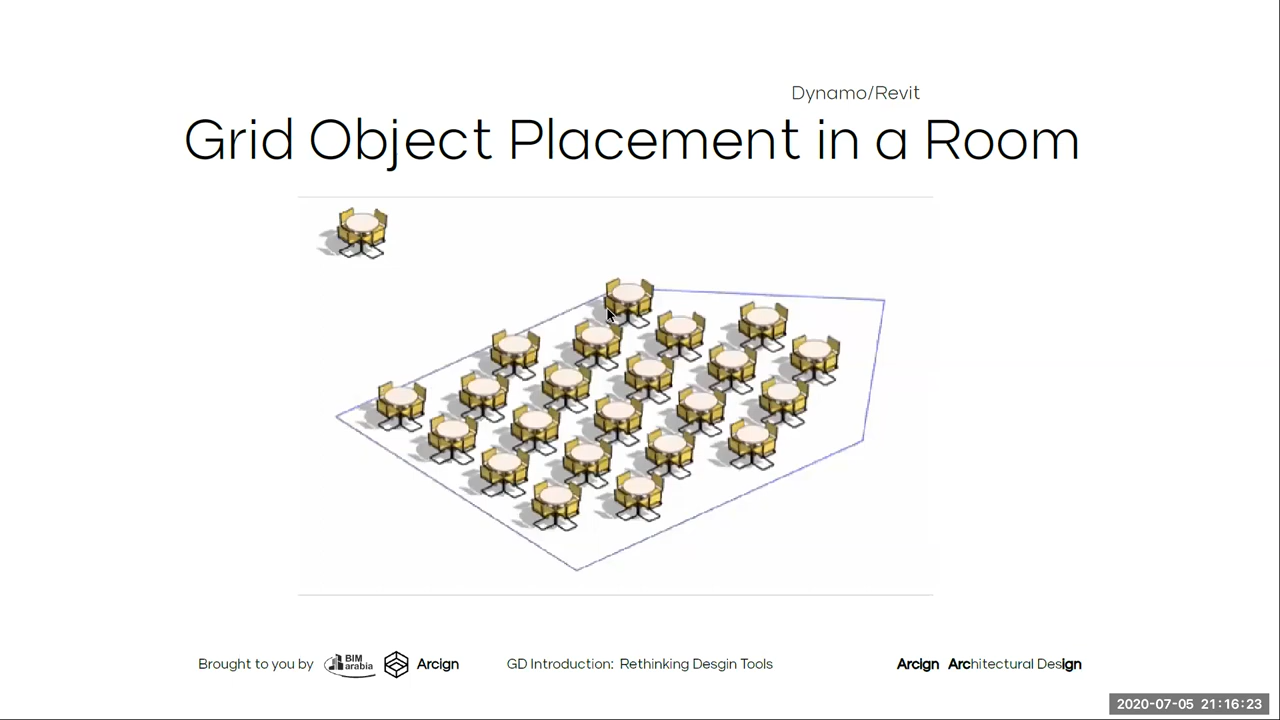 Dynamo/Revit
Grid Object Placement in a Room
Brought to you by BIM arabia Arcign GD Introduction: Rethinking Desgin Tools Arcign Architectural Design
2020-07-05 21:16:23